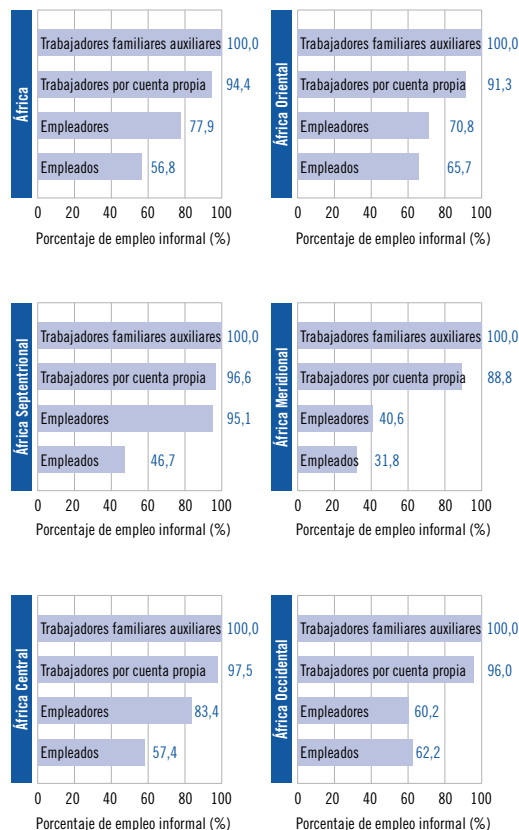 África
Trabajadores familiares auxiliares 100,0
Trabajadores por cuenta propia 94,4
Empleadores 77,9
Empleados 56,8
0 20 40 60 80 100
Porcentaje de empleo informal (%)
África Oriental
Trabajadores familiares auxiliares 100,0
Trabajadores por cuenta propia 91,3
Empleadores 70,8
Empleados 65,7
0 20 40 60 80 100
Porcentaje de empleo informal (%)
África Septentrional
Trabajadores familiares auxiliares 100,0
Trabajadores por cuenta propia 96,6
Empleadores 95,1
Empleados 46,7
0 20 40 60 80 100
Porcentaje de empleo informal (%)
África Meridional
Trabajadores familiares auxiliares 100,0
Trabajadores por cuenta propia 88,8
Empleadores 40,6
Empleados 31,8
0 20 40 60 80 100
Porcentaje de empleo informal (%)
África Central
Trabajadores familiares auxiliares 100,0
Trabajadores por cuenta propia 97,5
Empleadores 83,4
Empleados 57,4
0 20 40 60 80 100
Porcentaje de empleo informal (%)
África Occidental
Trabajadores familiares auxiliares 100,0
Trabajadores por cuenta propia 96,0
Empleadores 60,2
Empleados 62,2
0 20 40 60 80 100
Porcentaje de empleo informal (%)